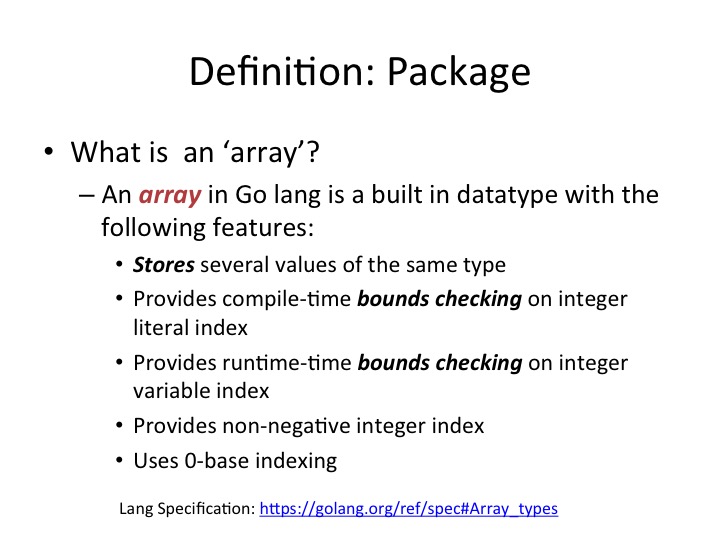 Definition: Package
• What is  an ‘array’?
– An array in Go lang is a built in datatype with the
following features:
• Stores several values of the same type
• Provides compile-time bounds checking on integer
literal index
• Provides runtime-time bounds checking on integer
variable index
• Provides non-negative integer index
• Uses 0-base indexing
Lang Specification: https://golang.org/ref/spec#Array_types